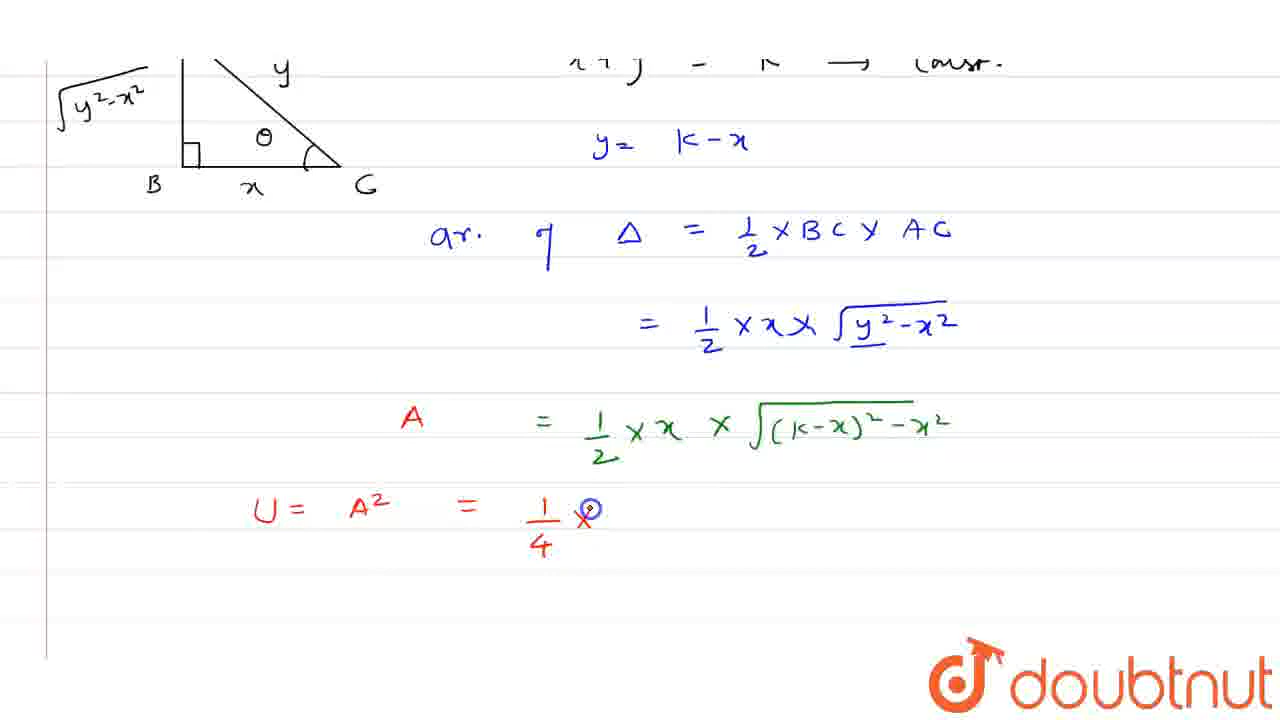 y
√(y²-x²)
θ
B x C
y = k - x
ar. of Δ = 1/2 × BC × AC
= 1/2 × x × √(y² - x²)
A = 1/2 × x × √((k-x)² - x²)
U = A² = 1/4 ×
doubtnut